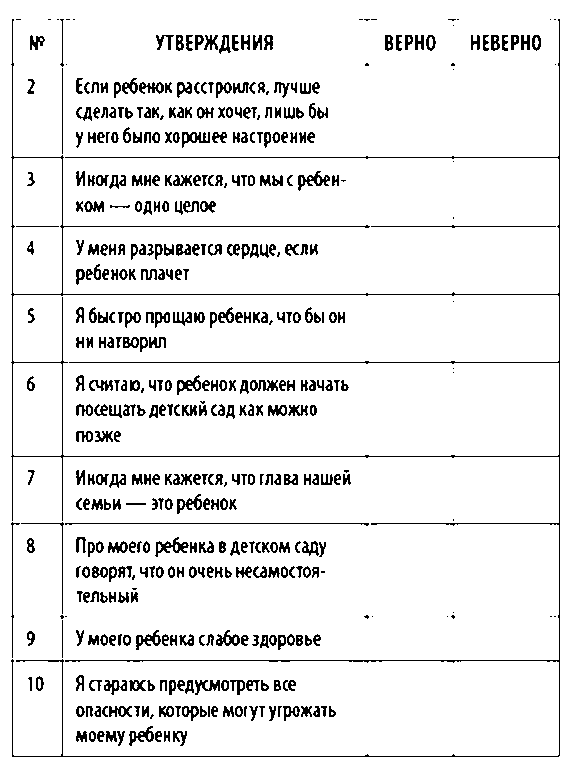 № УТВЕРЖДЕНИЯ ВЕРНО НЕВЕРНО
2 Если ребенок расстроился, лучше
сделать так, как он хочет, лишь бы
у него было хорошее настроение
3 Иногда мне кажется, что мы с ребен-
ком — одно целое
4 У меня разрывается сердце, если
ребенок плачет
5 Я быстро прощаю ребенка, что бы он
ни натворил
6 Я считаю, что ребенок должен начать
посещать детский сад как можно
позже
7 Иногда мне кажется, что глава нашей
семьи — это ребенок
8 Про моего ребенка в детском саду
говорят, что он очень несамостоя-
тельный
9 У моего ребенка слабое здоровье
10 Я стараюсь предусмотреть все
опасности, которые могут угрожать
моему ребенку